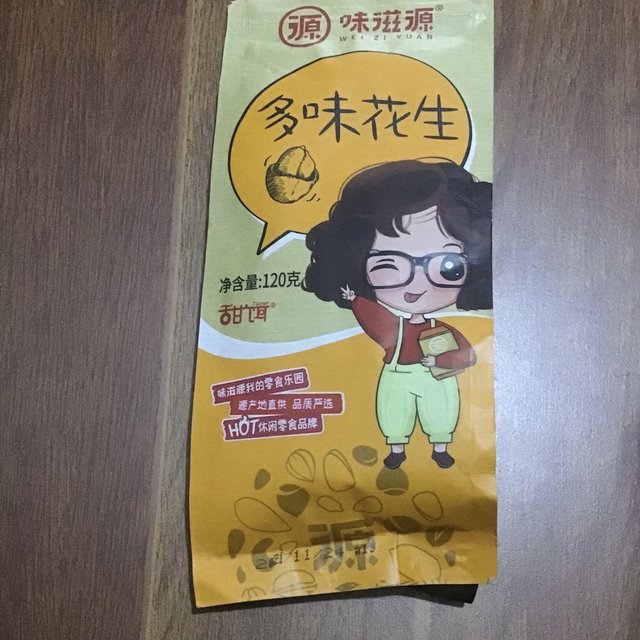 源 味滋源®
WEI ZI YUAN
多味花生
净含量:120克
甜饵®
味滋源我的零食乐园
源产地直供 品质严选
HOT休闲零食品牌
源